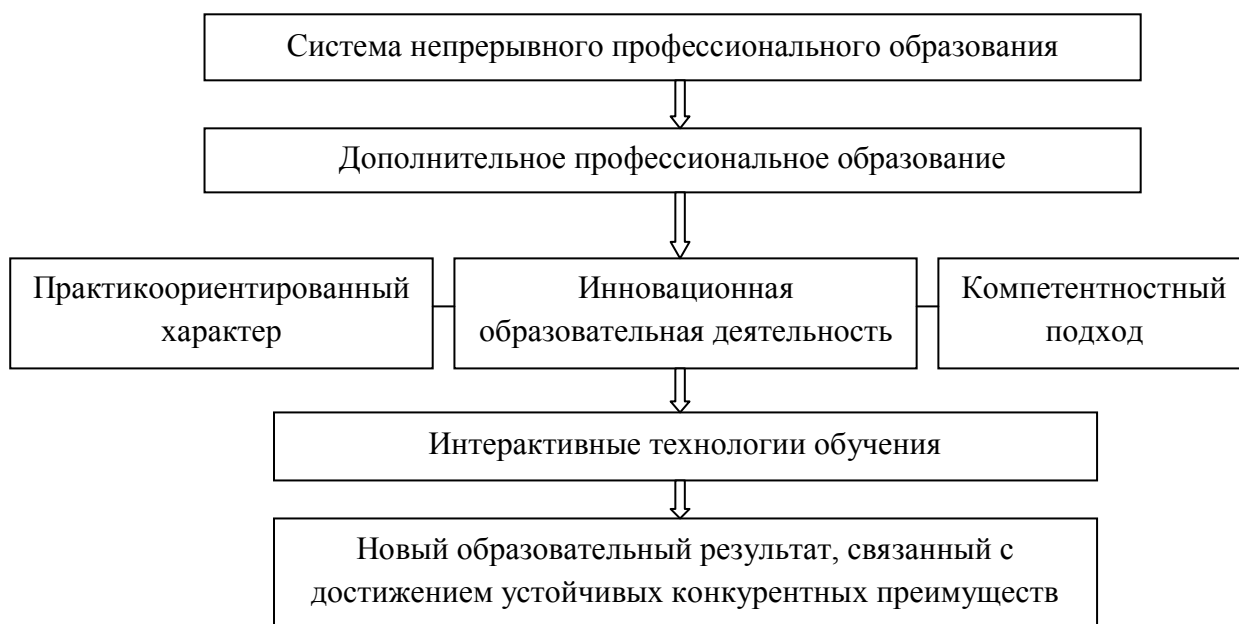 Система непрерывного профессионального образования
Дополнительное профессиональное образование
Практикоориентированный
характер
Инновационная
образовательная деятельность
Компетентностный
подход
Интерактивные технологии обучения
Новый образовательный результат, связанный с
достижением устойчивых конкурентных преимуществ